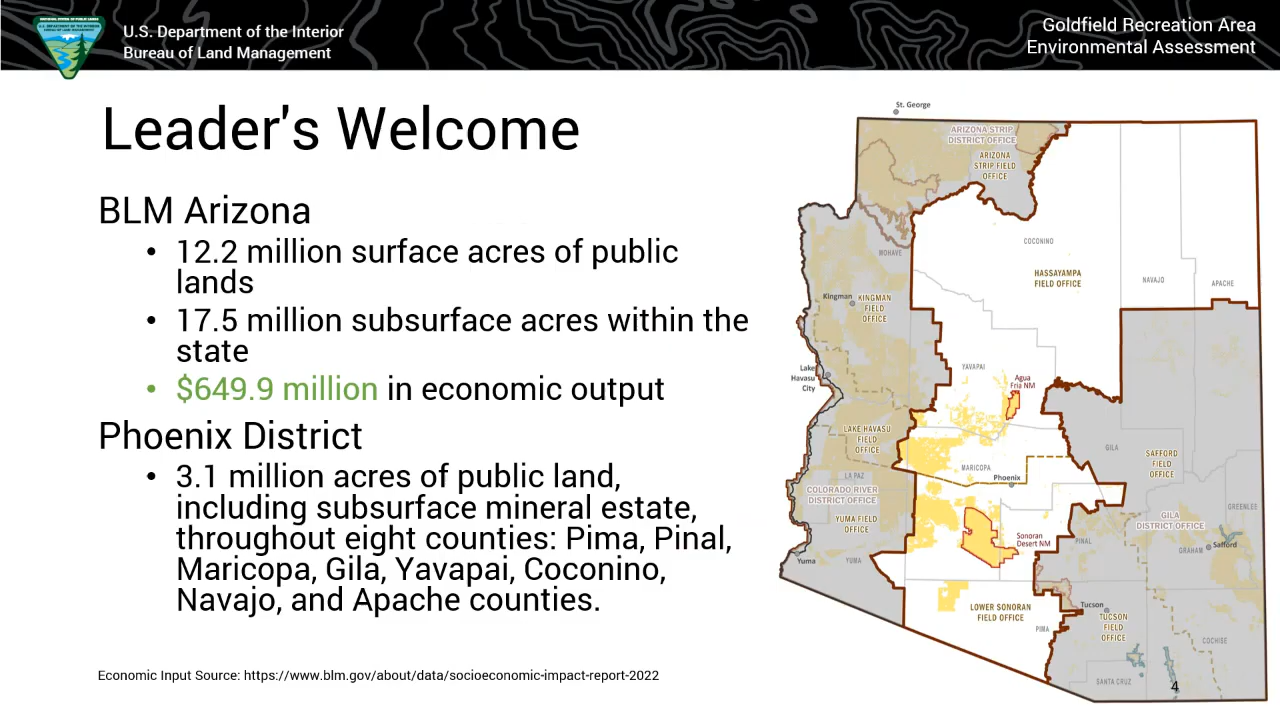 U.S. Department of the Interior
Bureau of Land Management
Goldfield Recreation Area
Environmental Assessment
Leader's Welcome
BLM Arizona
• 12.2 million surface acres of public
lands
• 17.5 million subsurface acres within the
state
• $649.9 million in economic output
Phoenix District
• 3.1 million acres of public land,
including subsurface mineral estate,
throughout eight counties: Pima, Pinal,
Maricopa, Gila, Yavapai, Coconino,
Navajo, and Apache counties.
Economic Input Source: https://www.blm.gov/about/data/socioeconomic-impact-report-2022
St. George
ARIZONA STRIP
DISTRICT OFFICE
ARIZONA
STRIP FIELD
OFFICE
COCONINO
MOHAVE
HASSAYAMPA
FIELD OFFICE
NAVAJO
APACHE
Kingman
KINGMAN
FIELD
OFFICE
Lake
Havasu
City
YAVAPAI
Agua
Fria NM
LAKE HAVASU
FIELD
OFFICE
GILA
SAFFORD
FIELD
OFFICE
LA PAZ
MARICOPA
Phoenix
COLORADO RIVER
DISTRICT OFFICE
YUMA FIELD
OFFICE
GREENLEE
GILA
DISTRICT OFFICE
Sonoran
Desert NM
PINAL
GRAHAM
Safford
Yuma
YUMA
LOWER SONORAN
FIELD OFFICE
Tucson
TUCSON
FIELD
OFFICE
PIMA
COCHISE
SANTA CRUZ
4